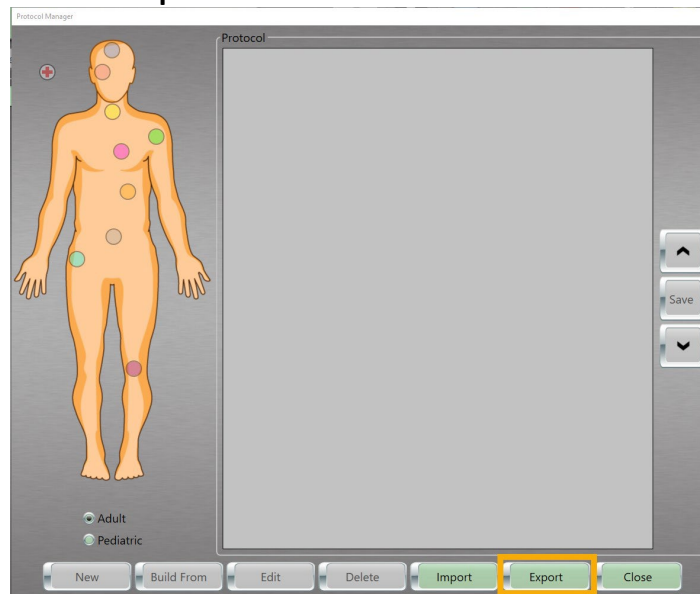 Protocol Manager
Protocol
Save
Adult
Pediatric
New
Build From
Edit
Delete
Import
Export
Close